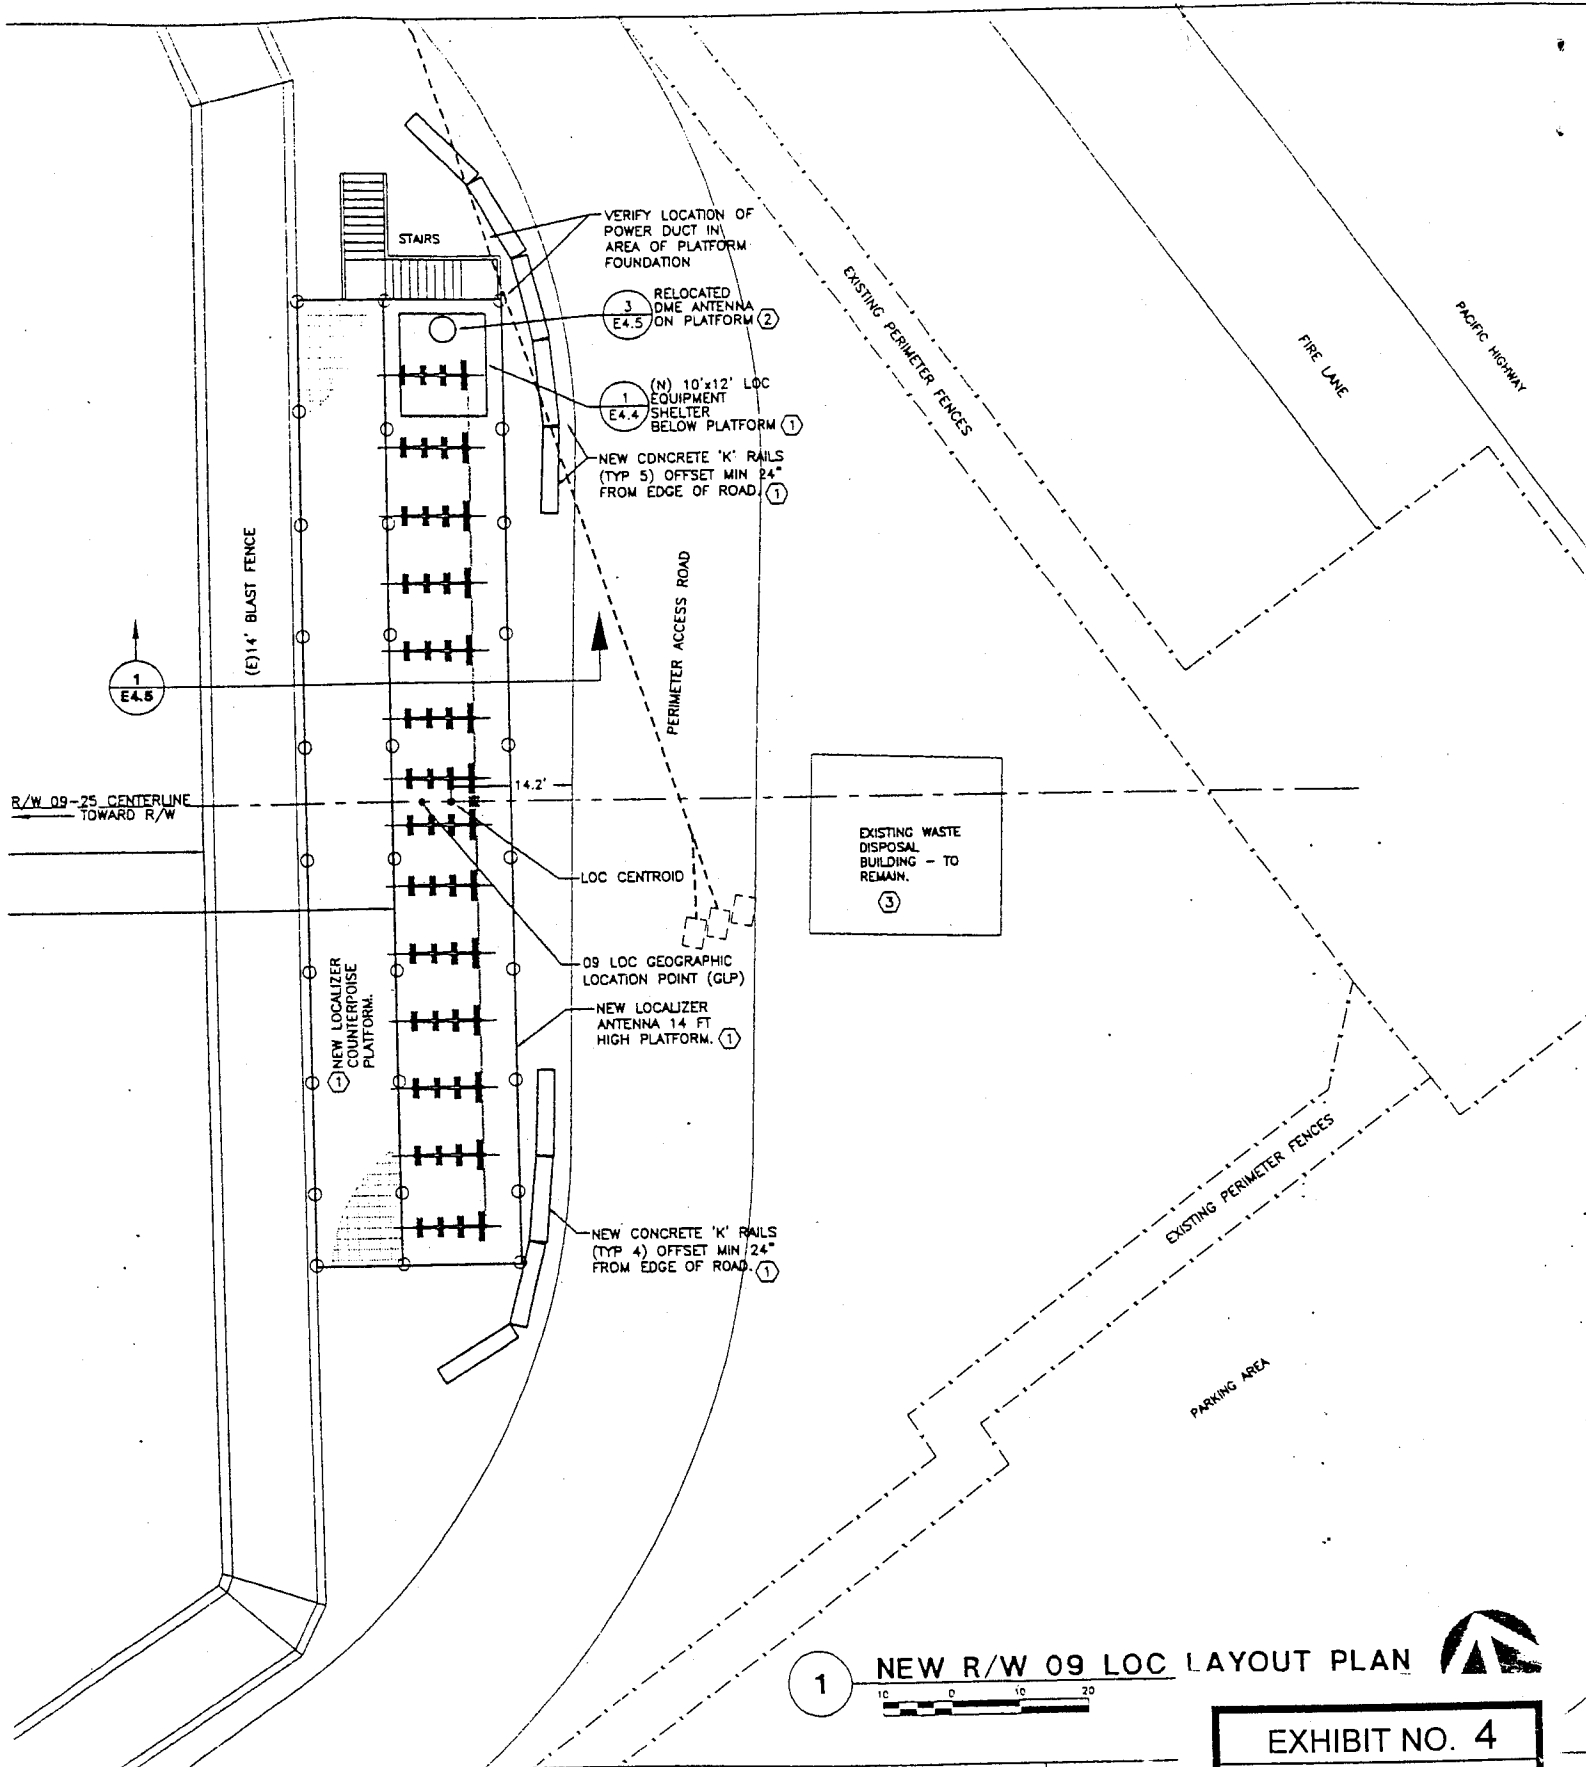 STAIRS
VERIFY LOCATION OF
POWER DUCT IN
AREA OF PLATFORM
FOUNDATION
3
E4.5
RELOCATED
DME ANTENNA
ON PLATFORM 2
1
E4.4
(N) 10'x12' LOC
EQUIPMENT
SHELTER
BELOW PLATFORM 1
NEW CONCRETE 'K' RAILS
(TYP 5) OFFSET MIN 24"
FROM EDGE OF ROAD. 1
EXISTING PERIMETER FENCES
FIRE LANE
PACIFIC HIGHWAY
(E)14' BLAST FENCE
PERIMETER ACCESS ROAD
1
E4.5
14.2'
R/W 09-25 CENTERLINE
TOWARD R/W
EXISTING WASTE
DISPOSAL
BUILDING - TO
REMAIN.
3
LOC CENTROID
09 LOC GEOGRAPHIC
LOCATION POINT (GLP)
NEW LOCALIZER
ANTENNA 14 FT
HIGH PLATFORM. 1
1 NEW LOCALIZER
COUNTERPOISE
PLATFORM.
NEW CONCRETE 'K' RAILS
(TYP 4) OFFSET MIN 24"
FROM EDGE OF ROAD. 1
EXISTING PERIMETER FENCES
PARKING AREA
1 NEW R/W 09 LOC LAYOUT PLAN
10 0 10 20
EXHIBIT NO. 4